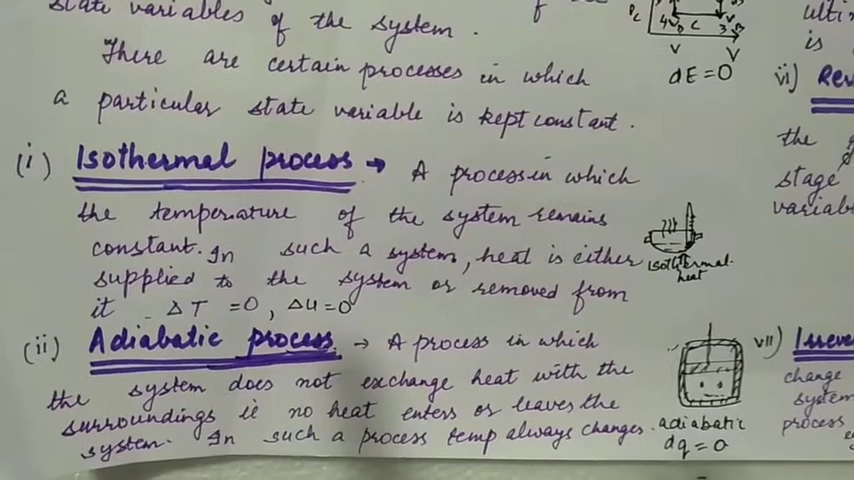 state variables of the system.
There are certain processes in which
a particular state variable is kept constant.
(i) Isothermal process → A process in which
the temperature of the system remains
constant. In such a system, heat is either
supplied to the system or removed from
it ΔT = 0, ΔU = 0
(ii) Adiabatic process → A process in which
the system does not exchange heat with the
surroundings ie no heat enters or leaves the
system. In such a process temp always changes.
V
V
dE = 0
isothermal
heat
adiabatic
dq = 0
is
vi)
the
stage
vii)
change
system
process